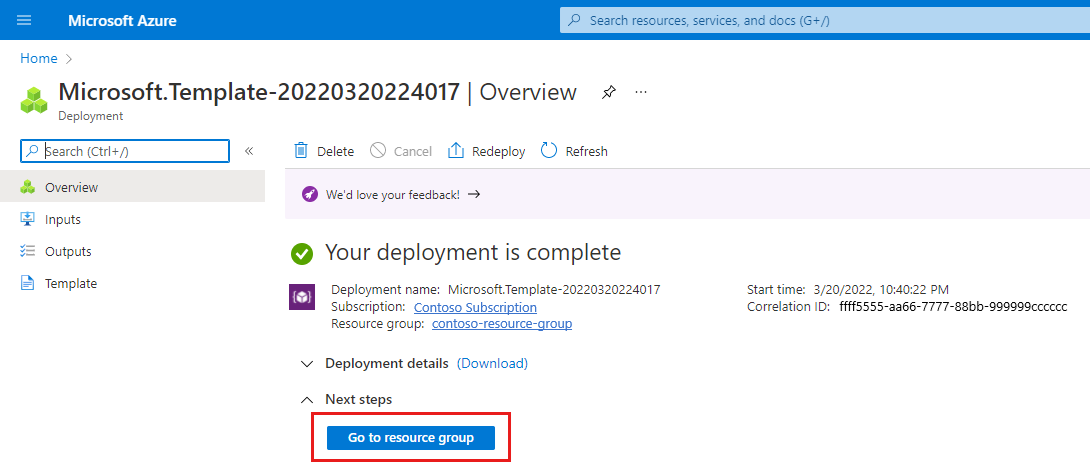 Microsoft Azure
Search resources, services, and docs (G+/)
Home
Microsoft.Template-20220320224017 | Overview
Deployment
Search (Ctrl+/)
Delete
Cancel
Redeploy
Refresh
Overview
Inputs
Outputs
Template
We'd love your feedback!
Your deployment is complete
Deployment name: Microsoft.Template-20220320224017
Subscription: Contoso Subscription
Resource group: contoso-resource-group
Start time: 3/20/2022, 10:40:22 PM
Correlation ID: ffff5555-aa66-7777-88bb-999999cccccc
Deployment details (Download)
Next steps
Go to resource group